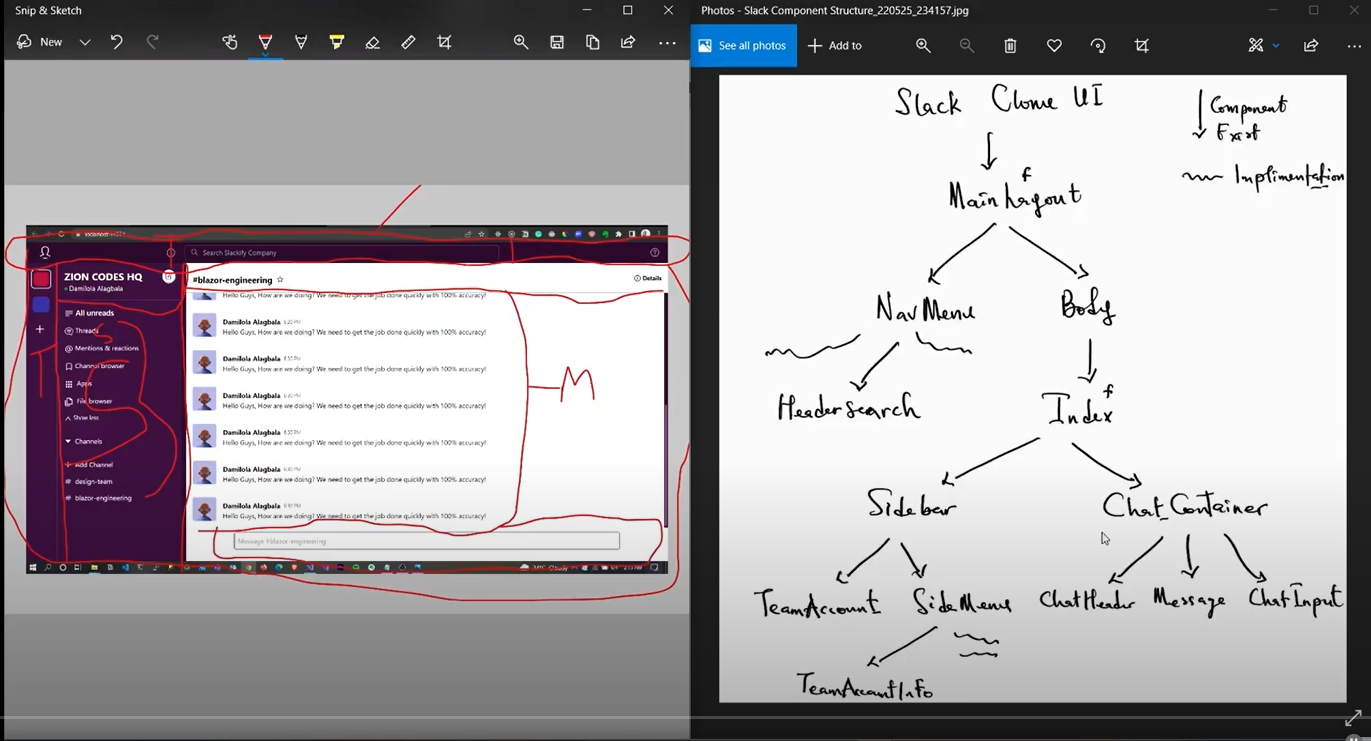 Snip & Sketch
New
ZION CODES HQ
Damilola Alagbala
All unreads
Threads
Mentions & reactions
Channel browser
Apps
File browser
Show less
Channels
Add Channel
# design-team
# blazor-engineering
Search Slackify Company
#blazor-engineering
Details
Hello Guys, How are we doing? We need to get the job done quickly with 100% accuracy!
Damilola Alagbala 6:20 PM
Hello Guys, How are we doing? We need to get the job done quickly with 100% accuracy!
Damilola Alagbala
Hello Guys, How are we doing? We need to get the job done quickly with 100% accuracy!
Damilola Alagbala
Hello Guys, How are we doing? We need to get the job done quickly with 100% accuracy!
Damilola Alagbala
Hello Guys, How are we doing? We need to get the job done quickly with 100% accuracy!
Damilola Alagbala
Hello Guys, How are we doing? We need to get the job done quickly with 100% accuracy!
Damilola Alagbala
Hello Guys, How are we doing? We need to get the job done quickly with 100% accuracy!
Message #blazor-engineering
T
S
M
Photos - Slack Component Structure_220525_234157.jpg
See all photos
Add to
Slack Clone UI
Component
Exist
Implimentation
f
MainLayout
NavMenu
Body
Headersearch
f
Index
Sidebar
Chat_Container
TeamAccount
SideMenu
ChatHeader
Message
ChatInput
TeamAccountInfo